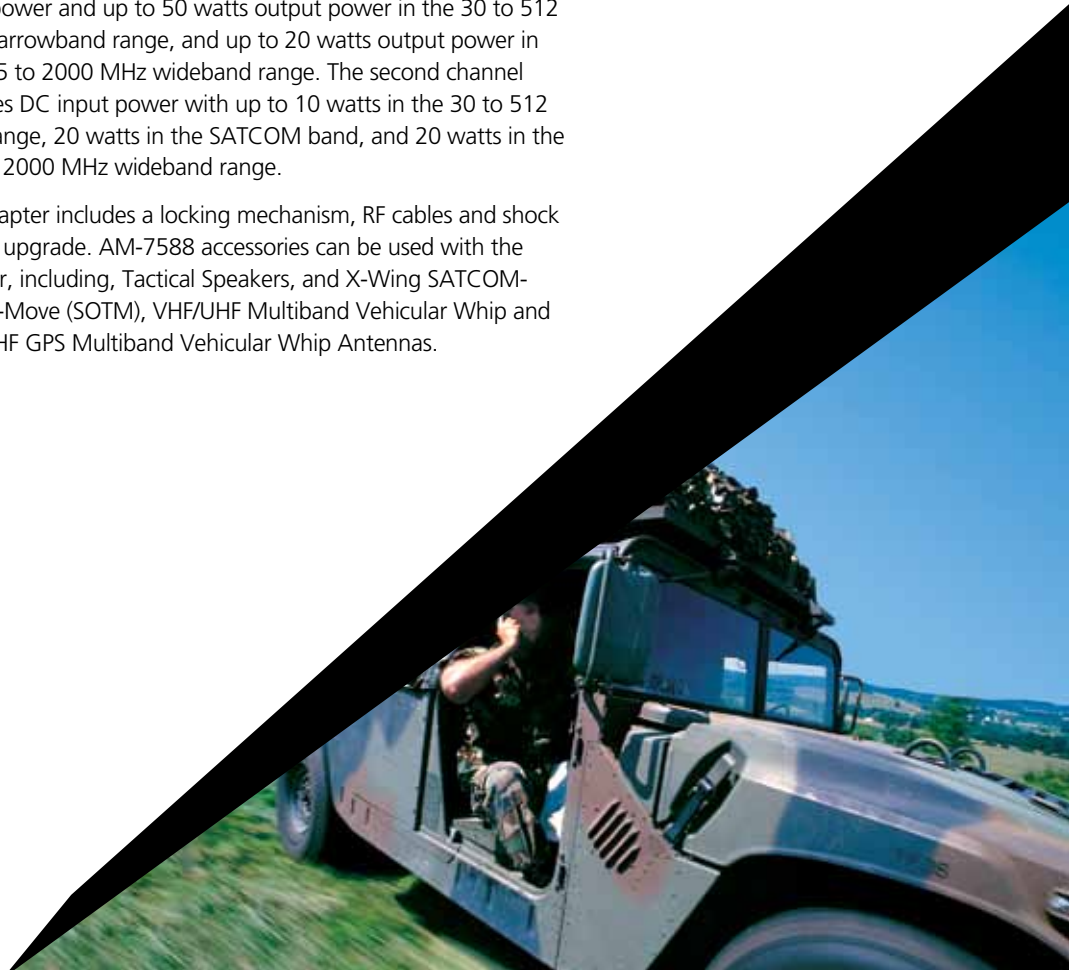 power and up to 50 watts output power in the 30 to 512
arrowband range, and up to 20 watts output power in
5 to 2000 MHz wideband range. The second channel
es DC input power with up to 10 watts in the 30 to 512
ange, 20 watts in the SATCOM band, and 20 watts in the
2000 MHz wideband range.
apter includes a locking mechanism, RF cables and shock
upgrade. AM-7588 accessories can be used with the
r, including, Tactical Speakers, and X-Wing SATCOM-
-Move (SOTM), VHF/UHF Multiband Vehicular Whip and
HF GPS Multiband Vehicular Whip Antennas.